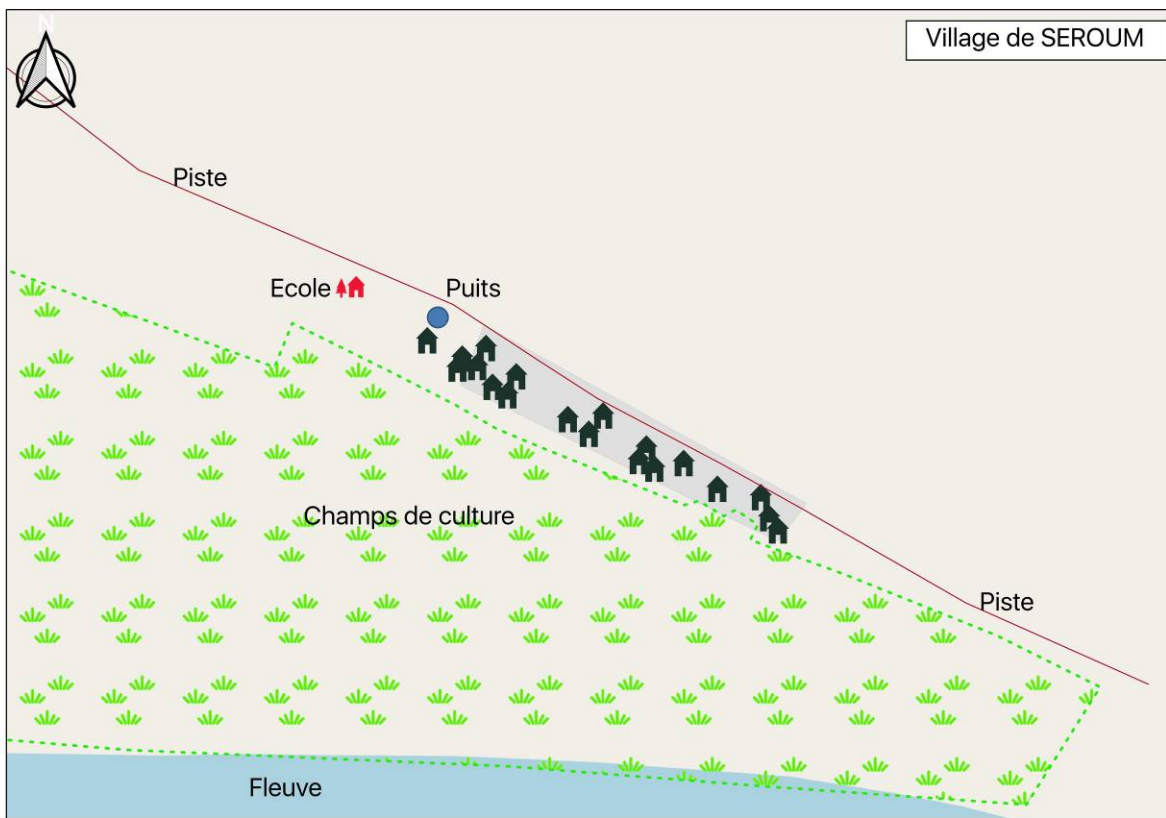 N
Village de SEROUM
Piste
Ecole
Puits
Champs de culture
Piste
Fleuve